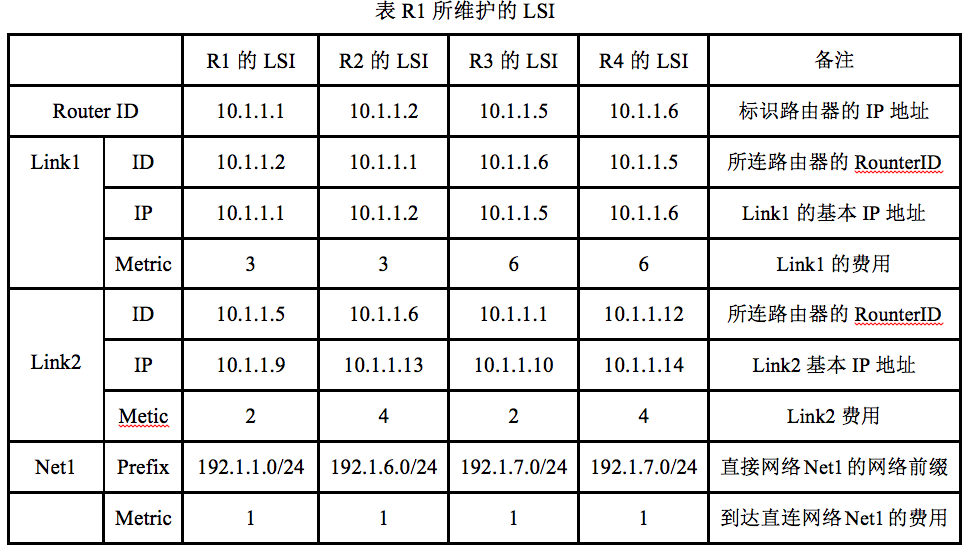 表 R1 所维护的 LSI
R1 的 LSI R2 的 LSI R3 的 LSI R4 的 LSI 备注
Router ID 10.1.1.1 10.1.1.2 10.1.1.5 10.1.1.6 标识路由器的 IP 地址
Link1 ID 10.1.1.2 10.1.1.1 10.1.1.6 10.1.1.5 所连路由器的 RounterID
IP 10.1.1.1 10.1.1.2 10.1.1.5 10.1.1.6 Link1 的基本 IP 地址
Metric 3 3 6 6 Link1 的费用
Link2 ID 10.1.1.5 10.1.1.6 10.1.1.1 10.1.1.12 所连路由器的 RounterID
IP 10.1.1.9 10.1.1.13 10.1.1.10 10.1.1.14 Link2 基本 IP 地址
Metic 2 4 2 4 Link2 费用
Net1 Prefix 192.1.1.0/24 192.1.6.0/24 192.1.7.0/24 192.1.7.0/24 直接网络 Net1 的网络前缀
Metric 1 1 1 1 到达直连网络 Net1 的费用